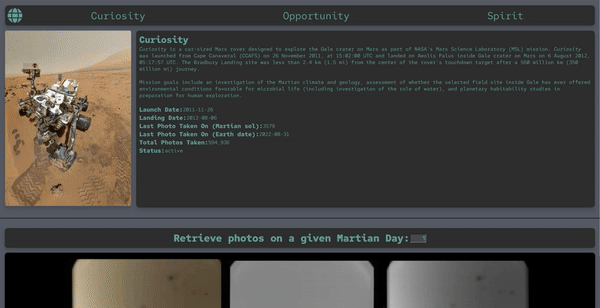 Curiosity
Opportunity
Spirit
Curiosity
Curiosity is a car-sized Mars rover designed to explore the Gale crater on Mars as part of NASA's Mars Science Laboratory (MSL) mission. Curiosity
was launched from Cape Canaveral (CCAFS) on 26 November 2011, at 15:02:00 UTC and landed on Aeolis Palus inside Gale crater on Mars on 6 August 2012,
05:17:57 UTC. The Bradbury Landing site was less than 2.4 km (1.5 mi) from the center of the rover's touchdown target after a 560 million km (350
million mi) journey.
Mission goals include an investigation of the Martian climate and geology, assessment of whether the selected field site inside Gale has ever offered
environmental conditions favorable for microbial life (including investigation of the role of water), and planetary habitability studies in
preparation for human exploration.
Launch Date:2011-11-26
Landing Date:2012-08-06
Last Photo Taken On (Martian sol):3579
Last Photo Taken On (Earth date):2022-08-31
Total Photos Taken:594,936
Status:active
Retrieve photos on a given Martian Day: